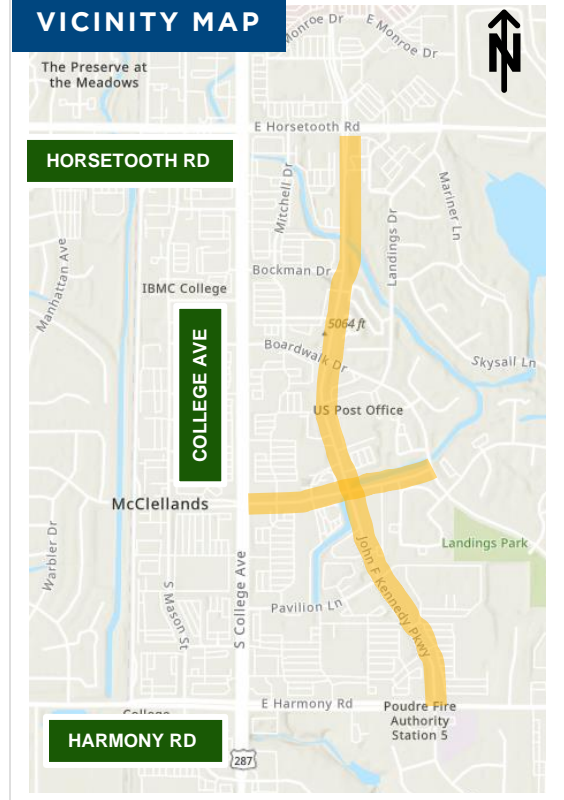 VICINITY MAP
Monroe Dr
E Monroe Dr
The Preserve at
the Meadows
N
E Horsetooth Rd
HORSETOOTH RD
Mitchell Dr
Mariner Ln
Landings Dr
Manhattan Ave
Bockman Dr
IBMC College
5064 ft
COLLEGE AVE
Boardwalk Dr
Skysail Ln
US Post Office
McClellands
Warbler Dr
John F Kennedy Pkwy
Landings Park
S College Ave
S Mason St
Pavilion Ln
E Harmony Rd
Poudre Fire
Authority
Station 5
College
HARMONY RD
287